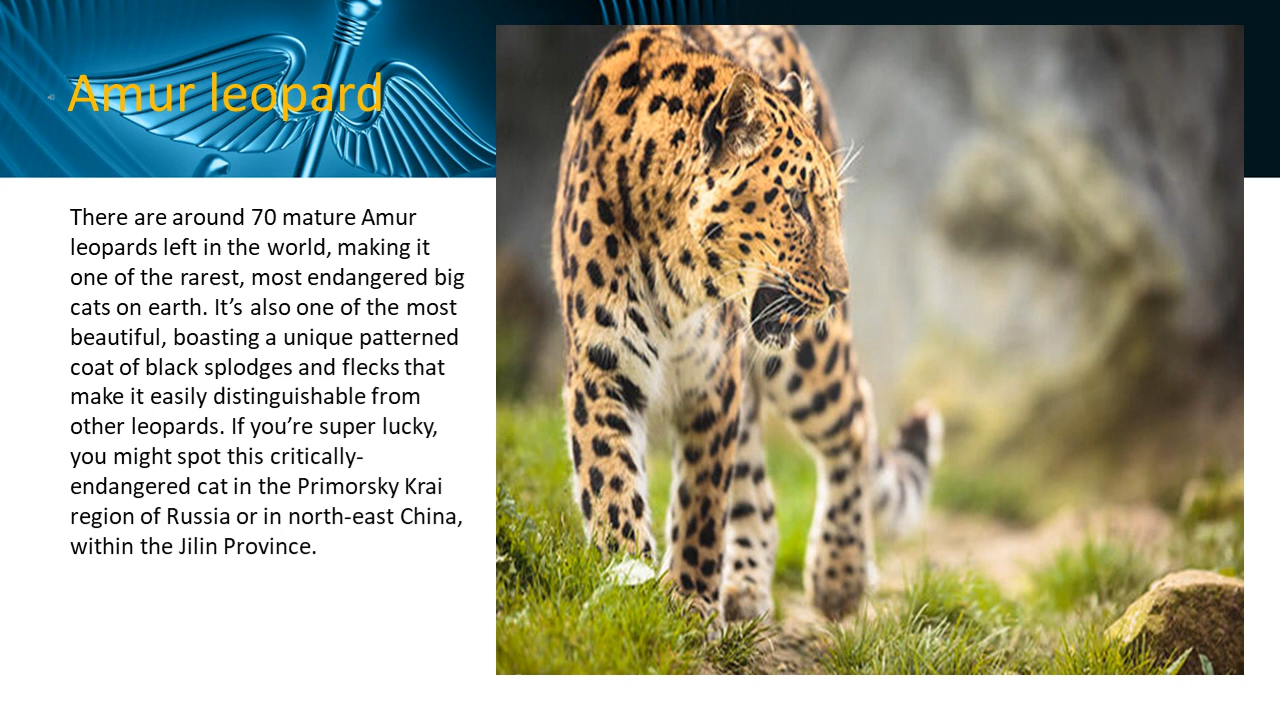 Amur leopard
There are around 70 mature Amur
leopards left in the world, making it
one of the rarest, most endangered big
cats on earth. It’s also one of the most
beautiful, boasting a unique patterned
coat of black splodges and flecks that
make it easily distinguishable from
other leopards. If you’re super lucky,
you might spot this critically-
endangered cat in the Primorsky Krai
region of Russia or in north-east China,
within the Jilin Province.